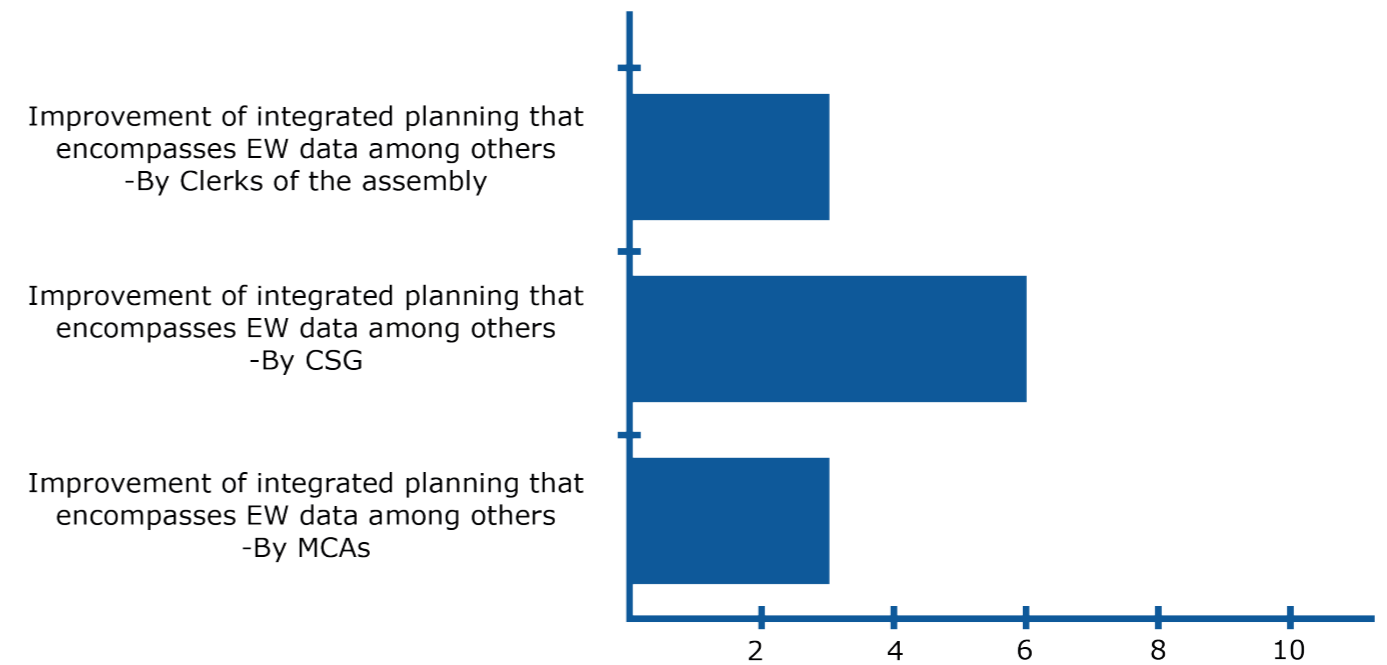 Improvement of integrated planning that
encompasses EW data among others
-By Clerks of the assembly
Improvement of integrated planning that
encompasses EW data among others
-By CSG
Improvement of integrated planning that
encompasses EW data among others
-By MCAs
2 4 6 8 10